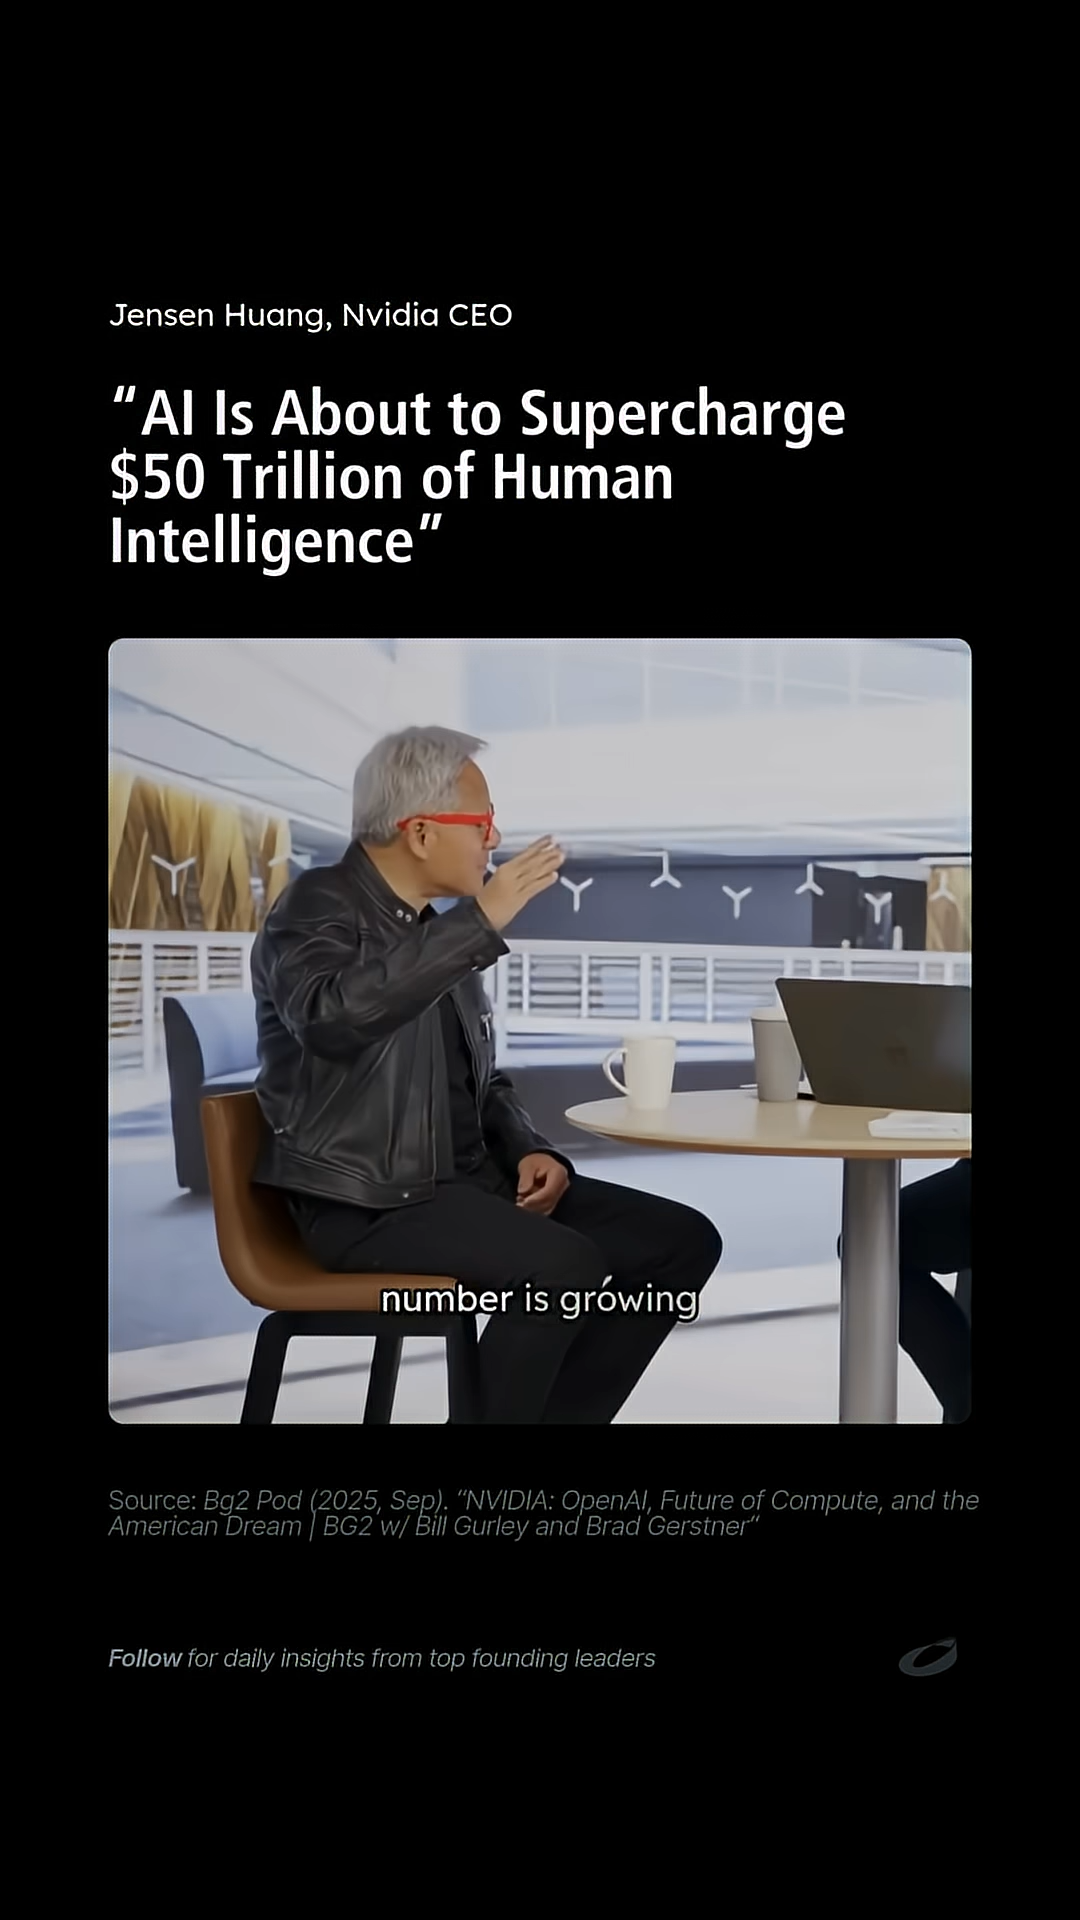 Jensen Huang, Nvidia CEO
“AI Is About to Supercharge
$50 Trillion of Human
Intelligence”
number is growing
Source: Bg2 Pod (2025, Sep). “NVIDIA: OpenAI, Future of Compute, and the
American Dream | BG2 w/ Bill Gurley and Brad Gerstner“
Follow for daily insights from top founding leaders